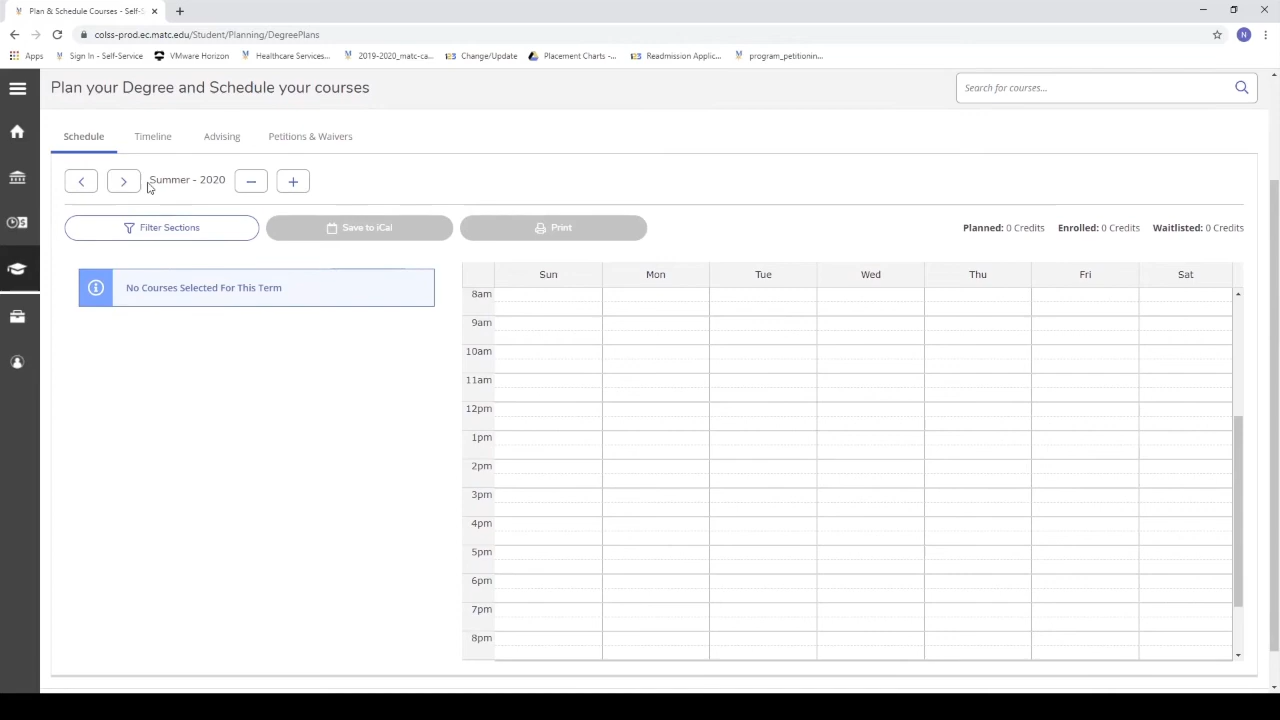 Plan & Schedule Courses - Self-S
colss-prod.ec.matc.edu/Student/Planning/DegreePlans
N
Apps Sign In - Self-Service VMware Horizon Healthcare Services... 2019-2020_matc-ca... 123 Change/Update Placement Charts -... 123 Readmission Applic... program_petitionin...
Plan your Degree and Schedule your courses
Search for courses...
Schedule Timeline Advising Petitions & Waivers
Summer - 2020
Filter Sections Save to iCal Print Planned: 0 Credits Enrolled: 0 Credits Waitlisted: 0 Credits
No Courses Selected For This Term
Sun Mon Tue Wed Thu Fri Sat
8am
9am
10am
11am
12pm
1pm
2pm
3pm
4pm
5pm
6pm
7pm
8pm